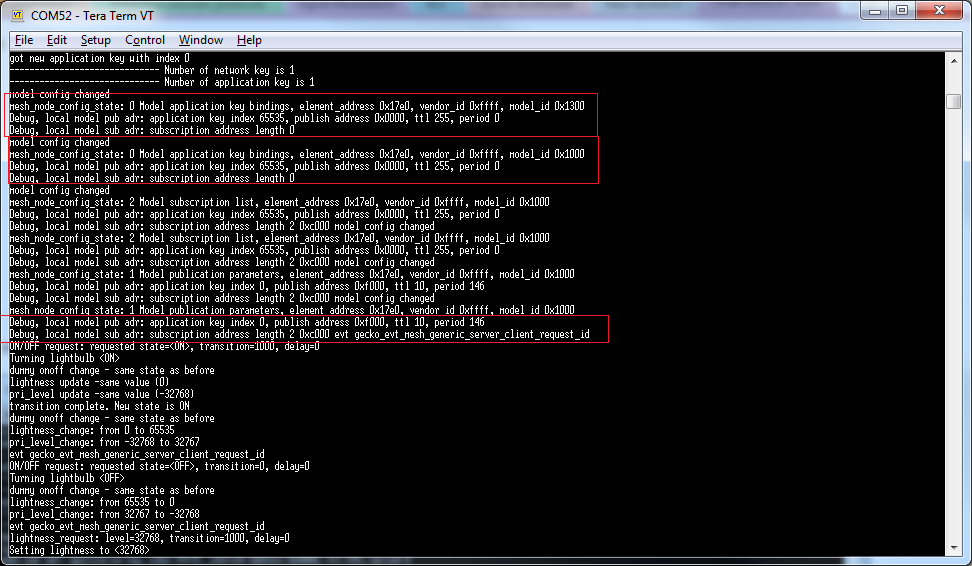 COM52 - Tera Term VT
File Edit Setup Control Window Help
got new application key with index 0
------------------------------ Number of network key is 1
------------------------------ Number of application key is 1
model config changed
mesh_node_config_state: 0 Model application key bindings, element_address 0x17e0, vendor_id 0xffff, model_id 0x1300
Debug, local model pub adr: application key index 65535, publish address 0x0000, ttl 255, period 0
Debug, local model sub adr: subscription address length 0
model config changed
mesh_node_config_state: 0 Model application key bindings, element_address 0x17e0, vendor_id 0xffff, model_id 0x1000
Debug, local model pub adr: application key index 65535, publish address 0x0000, ttl 255, period 0
Debug, local model sub adr: subscription address length 0
model config changed
mesh_node_config_state: 2 Model subscription list, element_address 0x17e0, vendor_id 0xffff, model_id 0x1000
Debug, local model pub adr: application key index 65535, publish address 0x0000, ttl 255, period 0
Debug, local model sub adr: subscription address length 2 0xc000 model config changed
mesh_node_config_state: 2 Model subscription list, element_address 0x17e0, vendor_id 0xffff, model_id 0x1000
Debug, local model pub adr: application key index 65535, publish address 0x0000, ttl 255, period 0
Debug, local model sub adr: subscription address length 2 0xc000 model config changed
mesh_node_config_state: 1 Model publication parameters, element_address 0x17e0, vendor_id 0xffff, model_id 0x1000
Debug, local model pub adr: application key index 0, publish address 0xf000, ttl 10, period 146
Debug, local model sub adr: subscription address length 2 0xc000 model config changed
mesh_node_config_state: 1 Model publication parameters, element_address 0x17e0, vendor_id 0xffff, model_id 0x1000
Debug, local model pub adr: application key index 0, publish address 0xf000, ttl 10, period 146
Debug, local model sub adr: subscription address length 2 0xc000 evt gecko_evt_mesh_generic_server_client_request_id
ON/OFF request: requested state=<ON>, transition=1000, delay=0
Turning lightbulb <ON>
dummy onoff change - same state as before
lightness update -same value (0)
pri_level update -same value (-32768)
transition complete. New state is ON
dummy onoff change - same state as before
lightness_change: from 0 to 65535
pri_level_change: from -32768 to 32767
evt gecko_evt_mesh_generic_server_client_request_id
ON/OFF request: requested state=<OFF>, transition=0, delay=0
Turning lightbulb <OFF>
dummy onoff change - same state as before
lightness_change: from 65535 to 0
pri_level_change: from 32767 to -32768
evt gecko_evt_mesh_generic_server_client_request_id
lightness_request: level=32768, transition=1000, delay=0
Setting lightness to <32768>